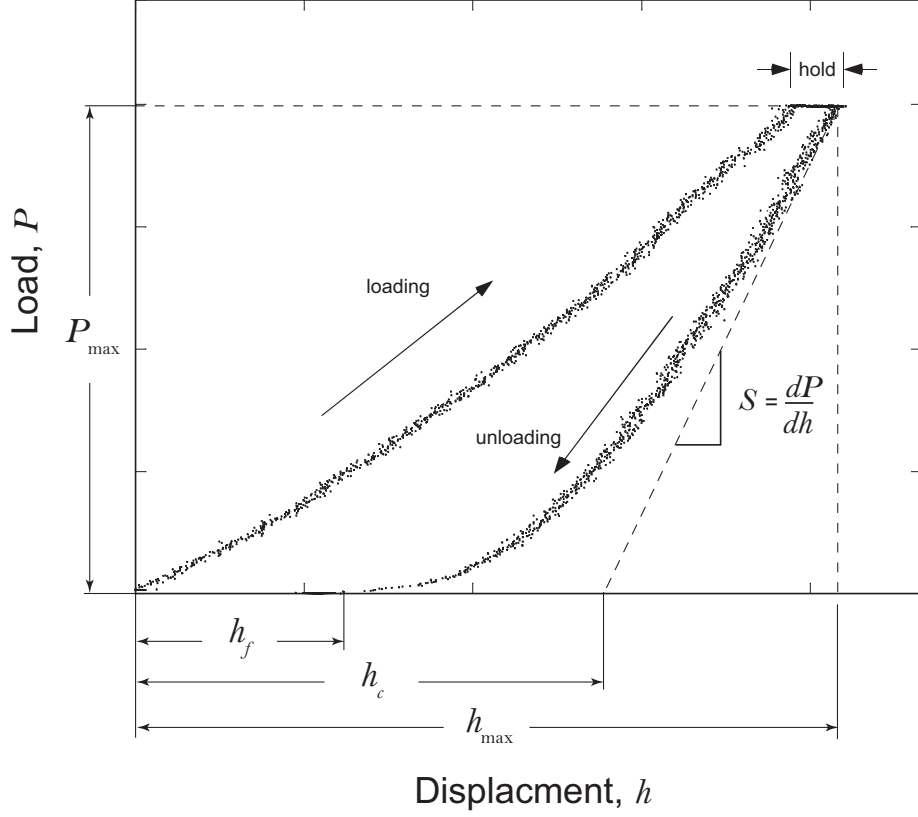 hold
Load, P
P_max
loading
unloading
S = dP/dh
h_f
h_c
h_max
Displacment, h